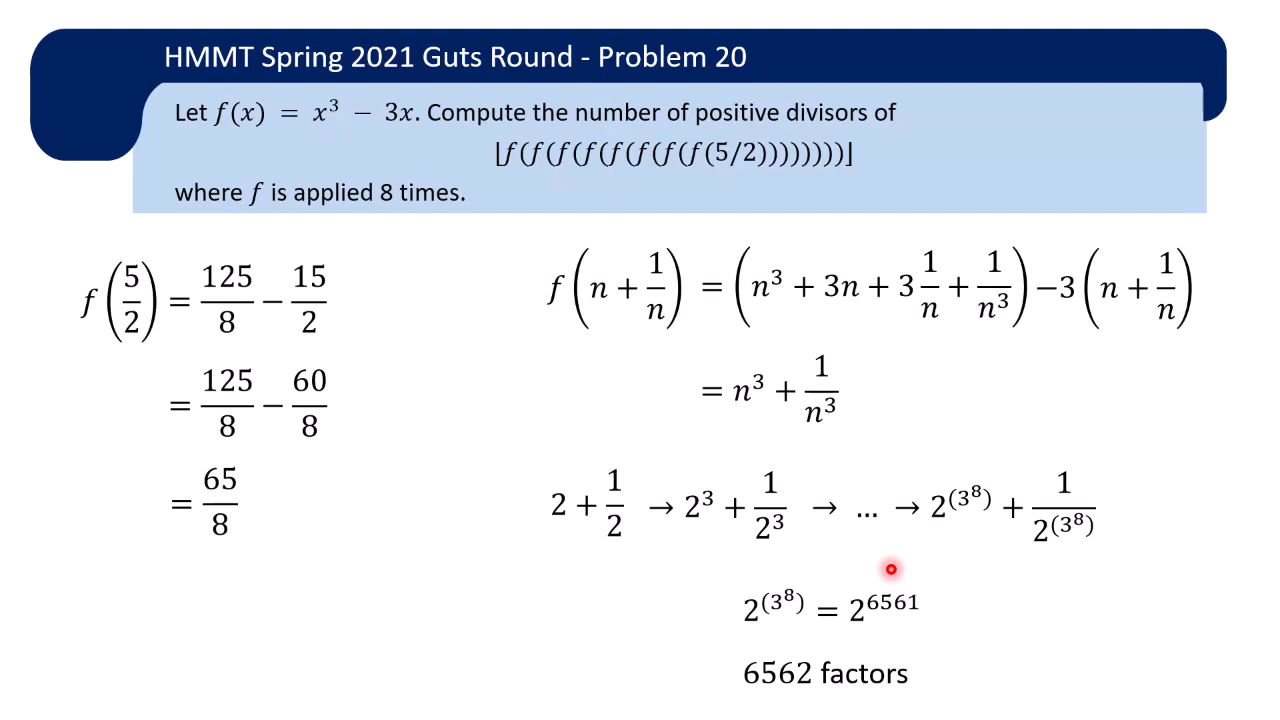 HMMT Spring 2021 Guts Round - Problem 20
Let f(x) = x³ − 3x. Compute the number of positive divisors of
⌊f(f(f(f(f(f(f(f(5/2))))))))⌋
where f is applied 8 times.
f(5/2) = 125/8 − 15/2
= 125/8 − 60/8
= 65/8
f(n + 1/n) = (n³ + 3n + 3 1/n + 1/n³) −3 (n + 1/n)
= n³ + 1/n³
2 + 1/2 → 2³ + 1/2³ → … → 2^(3⁸) + 1/2^(3⁸)
2^(3⁸) = 2⁶⁵⁶¹
6562 factors